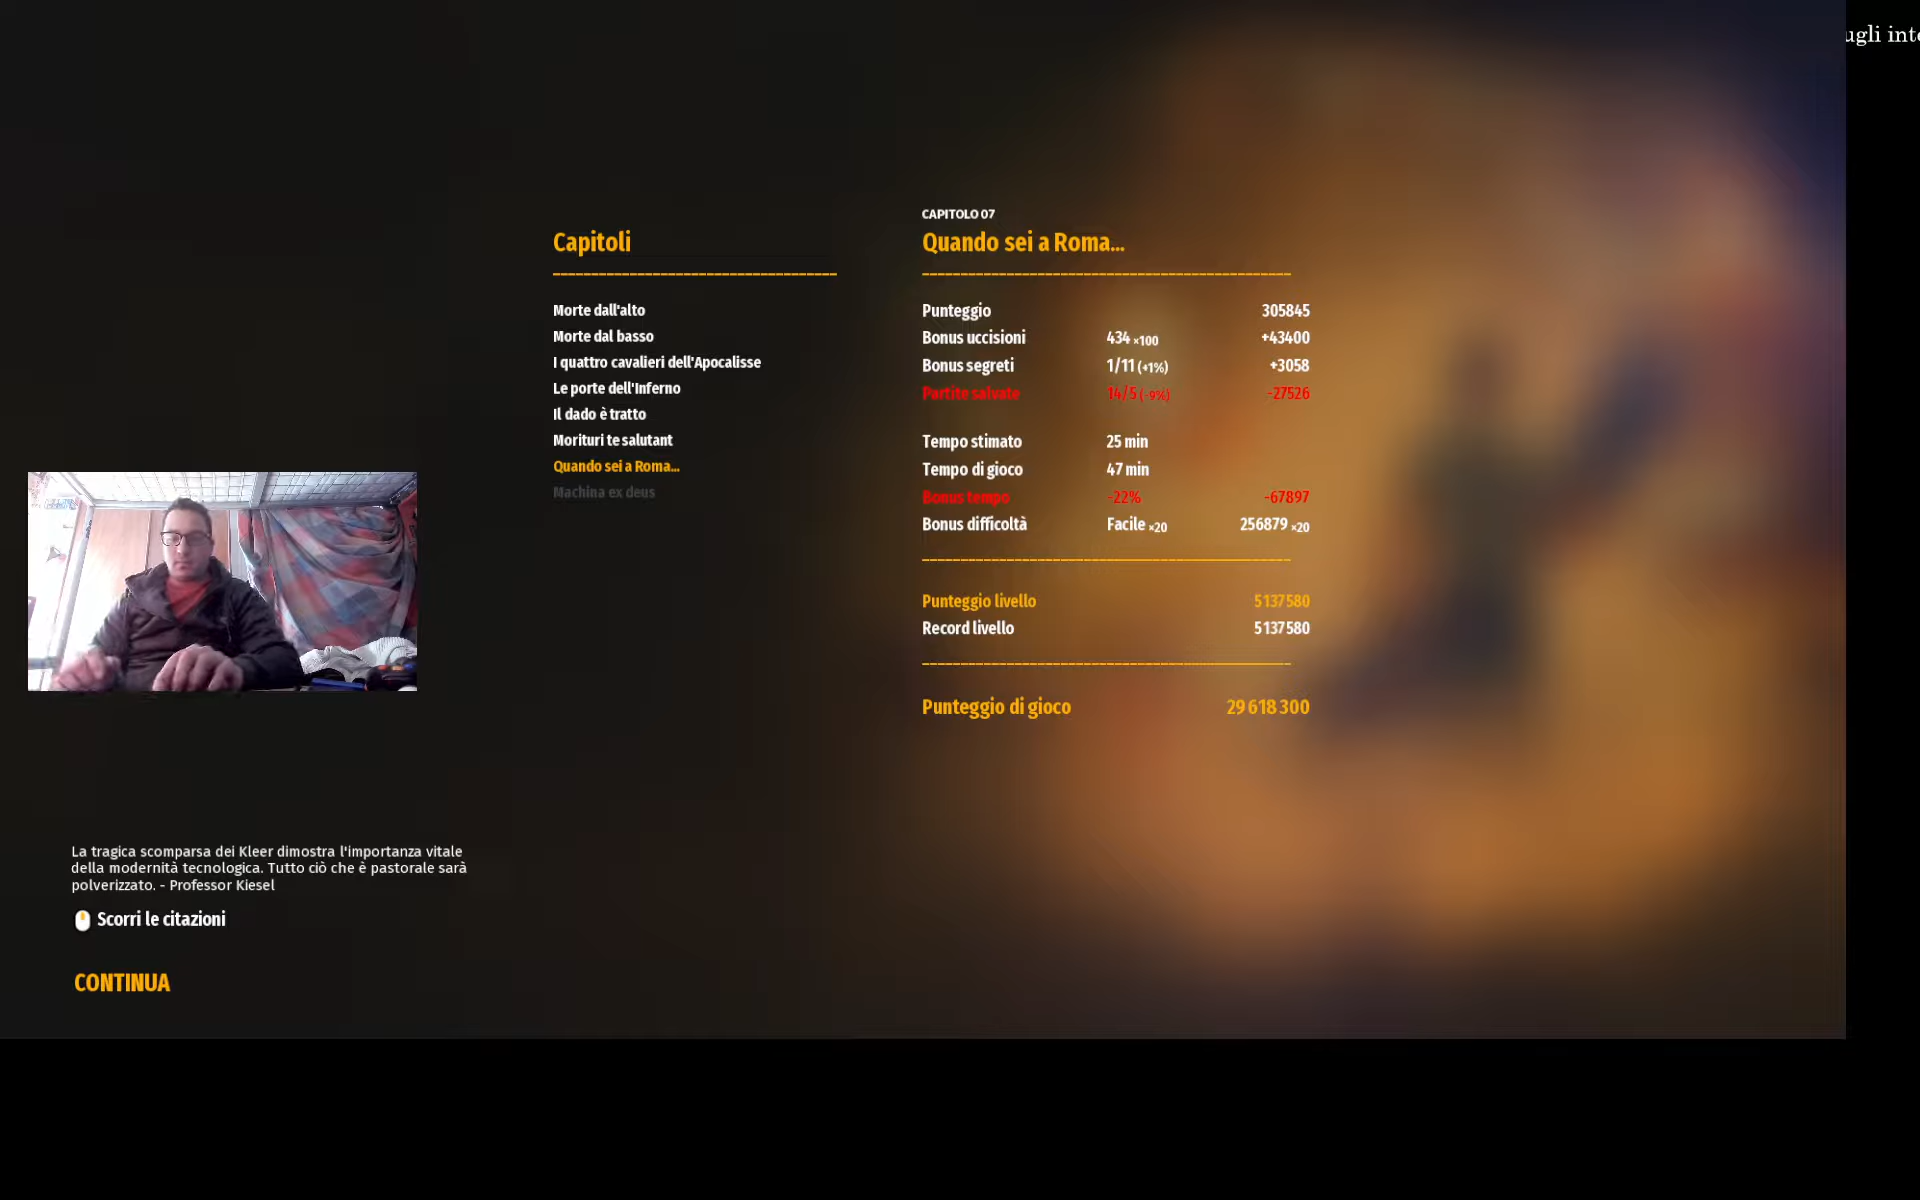 ugli inte
Capitoli
Morte dall'alto
Morte dal basso
I quattro cavalieri dell'Apocalisse
Le porte dell'Inferno
Il dado è tratto
Morituri te salutant
Quando sei a Roma...
Machina ex deus
CAPITOLO 07
Quando sei a Roma...
Punteggio 305845
Bonus uccisioni 434 ×100 +43400
Bonus segreti 1/11 (+1%) +3058
Partite salvate 14/5 (-9%) -27526
Tempo stimato 25 min
Tempo di gioco 47 min
Bonus tempo -22% -67897
Bonus difficoltà Facile ×20 256879 ×20
Punteggio livello 5137580
Record livello 5137580
Punteggio di gioco 29 618 300
La tragica scomparsa dei Kleer dimostra l'importanza vitale
della modernità tecnologica. Tutto ciò che è pastorale sarà
polverizzato. - Professor Kiesel
Scorri le citazioni
CONTINUA